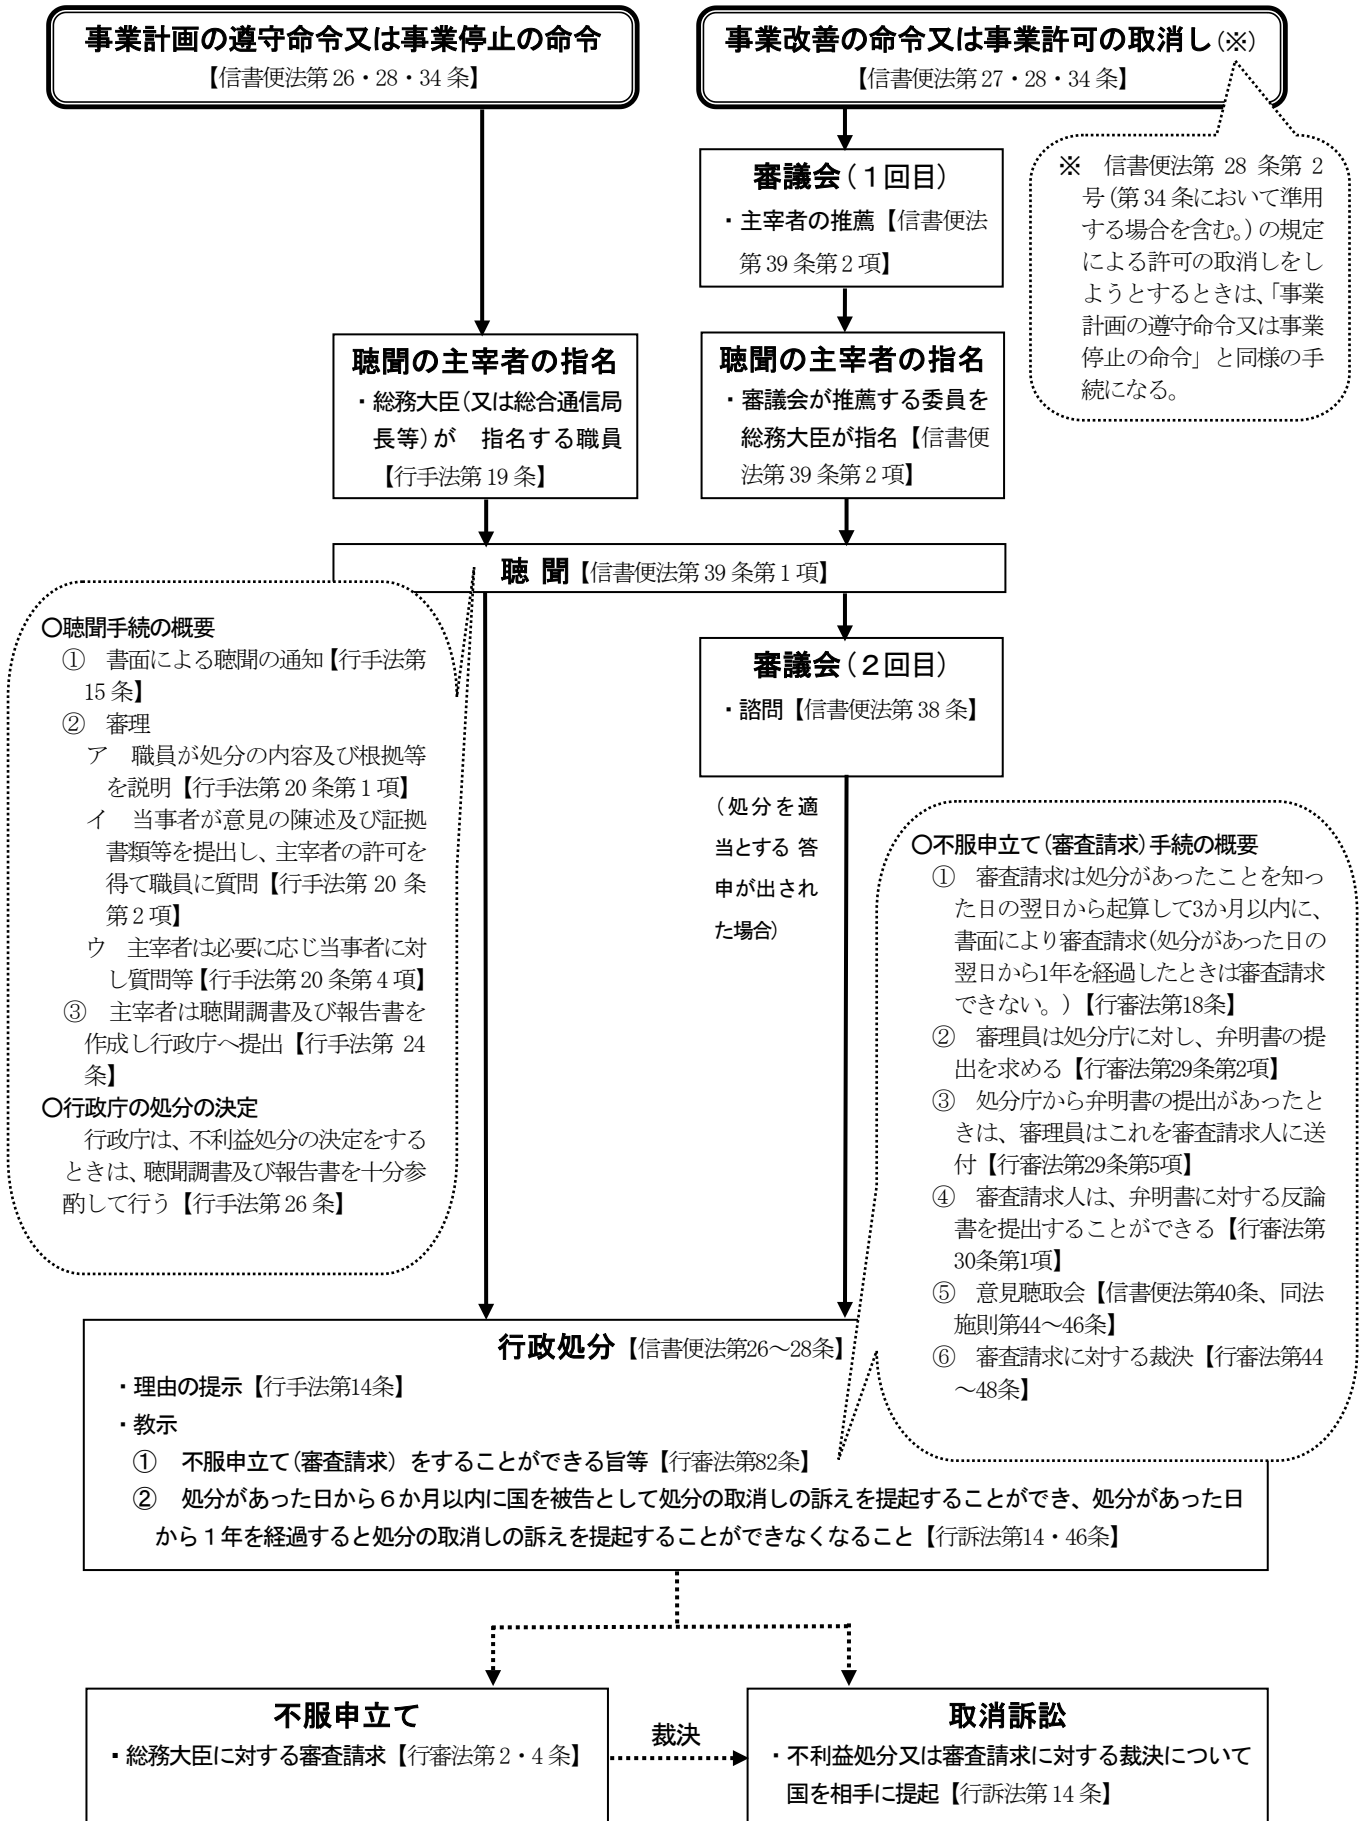 事業計画の遵守命令又は事業停止の命令
【信書便法第 26・28・34 条】
事業改善の命令又は事業許可の取消し(※)
【信書便法第 27・28・34 条】
※　信書便法第 28 条第 2
号(第 34 条において準用
する場合を含む。)の規定
による許可の取消しをし
ようとするときは、「事業
計画の遵守命令又は事業
停止の命令」と同様の手
続になる。
審議会(１回目)
・主宰者の推薦【信書便法
第 39 条第 2 項】
聴聞の主宰者の指名
・総務大臣(又は総合通信局
長等)が　指名する職員
【行手法第 19 条】
聴聞の主宰者の指名
・審議会が推薦する委員を
総務大臣が指名【信書便
法第 39 条第 2 項】
聴 聞【信書便法第 39 条第 1 項】
〇聴聞手続の概要
①　書面による聴聞の通知【行手法第
15 条】
②　審理
ア　職員が処分の内容及び根拠等
を説明【行手法第 20 条第 1 項】
イ　当事者が意見の陳述及び証拠
書類等を提出し、主宰者の許可を
得て職員に質問【行手法第 20 条
第 2 項】
ウ　主宰者は必要に応じ当事者に対
し質問等【行手法第 20 条第 4 項】
③　主宰者は聴聞調書及び報告書を
作成し行政庁へ提出【行手法第 24
条】
〇行政庁の処分の決定
行政庁は、不利益処分の決定をする
ときは、聴聞調書及び報告書を十分参
酌して行う【行手法第 26 条】
審議会(２回目)
・諮問【信書便法第 38 条】
(処分を適
当とする 答
申が出され
た場合)
〇不服申立て(審査請求)手続の概要
①　審査請求は処分があったことを知っ
た日の翌日から起算して3か月以内に、
書面により審査請求(処分があった日の
翌日から1年を経過したときは審査請求
できない。)【行審法第18条】
②　審理員は処分庁に対し、弁明書の提
出を求める【行審法第29条第2項】
③　処分庁から弁明書の提出があったと
きは、審理員はこれを審査請求人に送
付【行審法第29条第5項】
④　審査請求人は、弁明書に対する反論
書を提出することができる【行審法第
30条第1項】
⑤　意見聴取会【信書便法第40条、同法
施則第44～46条】
⑥　審査請求に対する裁決【行審法第44
～48条】
行政処分【信書便法第26～28条】
・理由の提示【行手法第14条】
・教示
①　不服申立て(審査請求) をすることができる旨等【行審法第82条】
②　処分があった日から６か月以内に国を被告として処分の取消しの訴えを提起することができ、処分があった日
から１年を経過すると処分の取消しの訴えを提起することができなくなること【行訴法第14・46条】
不服申立て
・総務大臣に対する審査請求【行審法第 2・4 条】
裁決
取消訴訟
・不利益処分又は審査請求に対する裁決について
国を相手に提起【行訴法第 14 条】